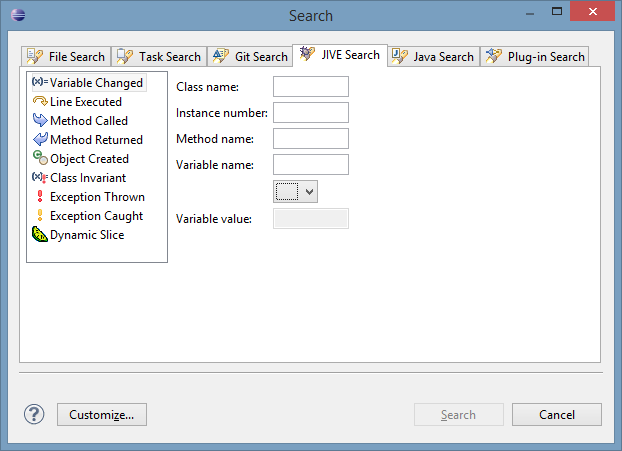 Search
File Search
Task Search
Git Search
JIVE Search
Java Search
Plug-in Search
(x)= Variable Changed
Line Executed
Method Called
Method Returned
Object Created
(x) Class Invariant
Exception Thrown
Exception Caught
Dynamic Slice
Class name:
Instance number:
Method name:
Variable name:
Variable value:
?
Customize...
Search
Cancel